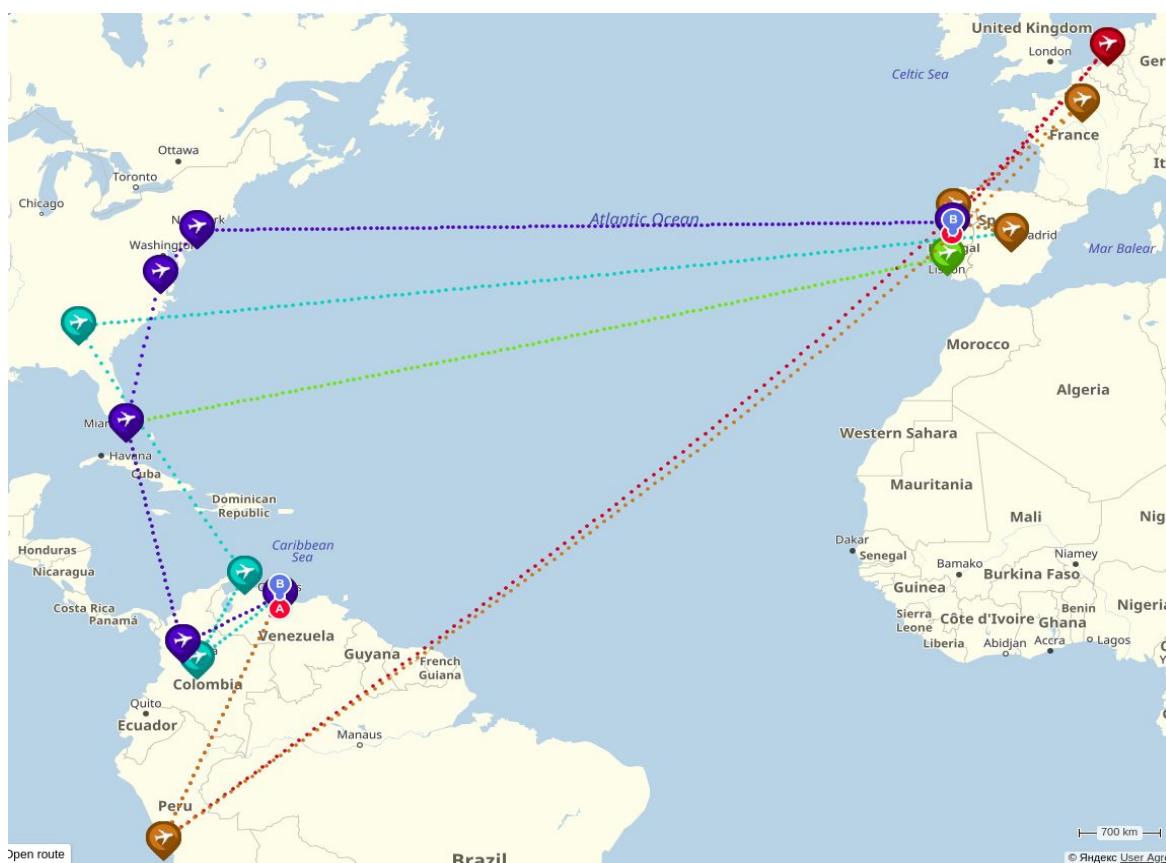 United Kingdom
London
Ger
Celtic Sea
France
It
Ottawa
Toronto
Chicago
Atlantic Ocean
Washington
Madrid
Mar Balear
Lisbon
B
Morocco
Algeria
Havana
Cuba
Western Sahara
Mauritania
Dominican
Republic
Mali
Nig
Caribbean
Sea
Honduras
Nicaragua
Dakar
Senegal
Niamey
Bamako
Burkina Faso
Guinea
B
A
Costa Rica
Panamá
Benin
Nigeria
Sierra
Leone
Côte d'Ivoire
Ghana
Venezuela
Liberia
Abidjan
Accra
Lagos
Guyana
French
Guiana
Colombia
Quito
Ecuador
Manaus
Peru
700 km
Open route
Brazil
© Яндекс User Agre